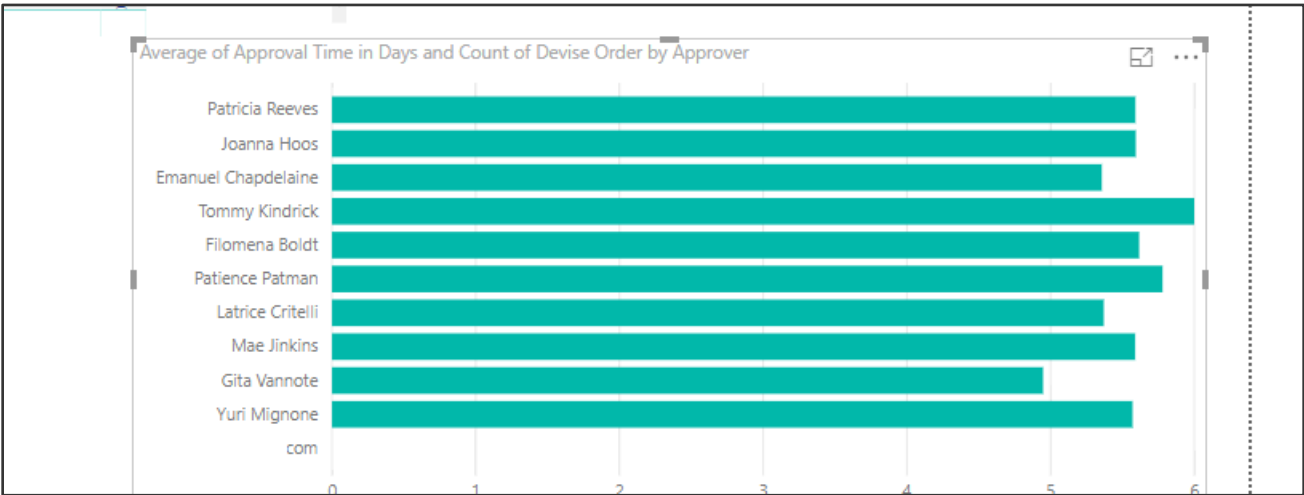 Average of Approval Time in Days and Count of Devise Order by Approver
Patricia Reeves
Joanna Hoos
Emanuel Chapdelaine
Tommy Kindrick
Filomena Boldt
Patience Patman
Latrice Critelli
Mae Jinkins
Gita Vannote
Yuri Mignone
com
0 1 2 3 4 5 6